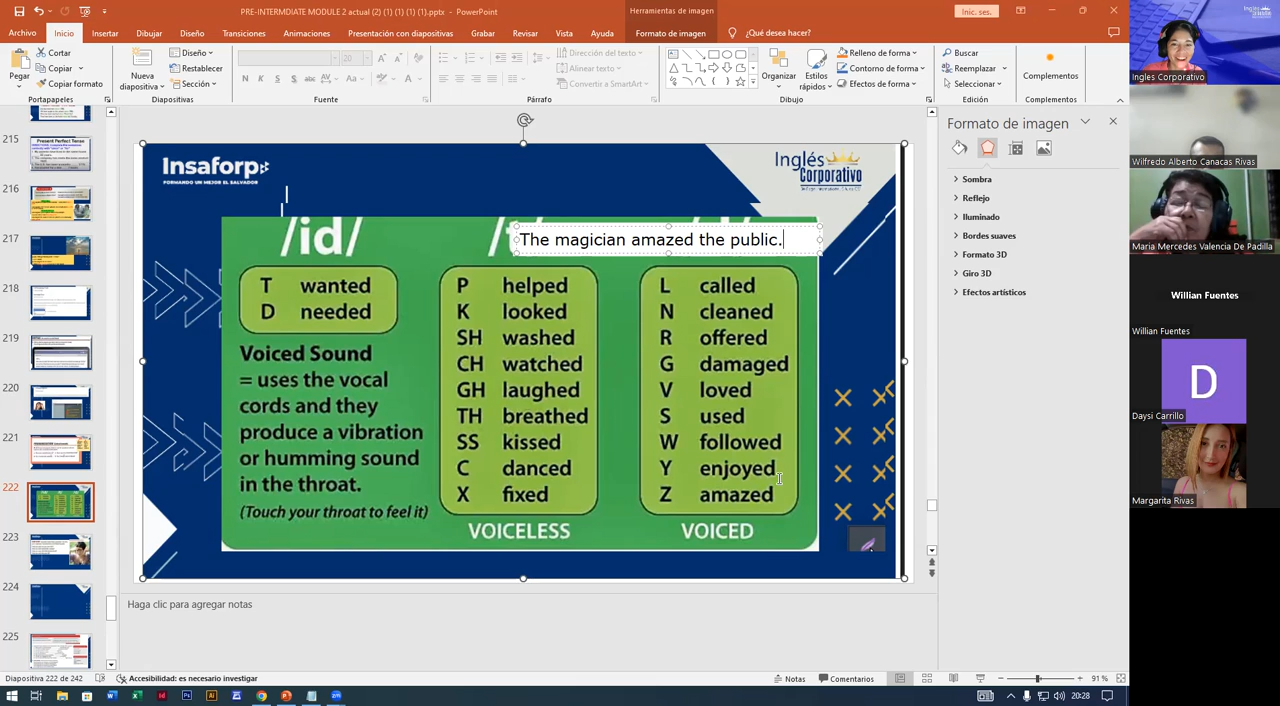 PRE-INTERMDIATE MODULE 2 actual (2) (1) (1) (1).pptx - PowerPoint
Herramientas de imagen
Inic. ses.
Archivo
Inicio
Insertar
Dibujar
Diseño
Transiciones
Animaciones
Presentación con diapositivas
Grabar
Revisar
Vista
Ayuda
Formato de imagen
¿Qué desea hacer?
Pegar
Cortar
Copiar
Copiar formato
Portapapeles
Nueva diapositiva
Diseño
Restablecer
Sección
Diapositivas
N K S S abc AV Aa
Fuente
Dirección del texto
Alinear texto
Convertir a SmartArt
Párrafo
Organizar
Estilos rápidos
Relleno de forma
Contorno de forma
Efectos de forma
Dibujo
Buscar
Reemplazar
Seleccionar
Edición
Complementos
Complementos
215
216
217
218
219
220
221
222
223
224
225
Insaforp
FORMANDO UN MEJOR EL SALVADOR
Inglés
Corporativo
/id/
The magician amazed the public.
T wanted
D needed
Voiced Sound
= uses the vocal
cords and they
produce a vibration
or humming sound
in the throat.
(Touch your throat to feel it)
P helped
K looked
SH washed
CH watched
GH laughed
TH breathed
SS kissed
C danced
X fixed
VOICELESS
L called
N cleaned
R offered
G damaged
V loved
S used
W followed
Y enjoyed
Z amazed
VOICED
Haga clic para agregar notas
Formato de imagen
Sombra
Reflejo
Iluminado
Bordes suaves
Formato 3D
Giro 3D
Efectos artísticos
Ingles Corporativo
Wilfredo Alberto Canacas Rivas
Maria Mercedes Valencia De Padilla
Willian Fuentes
Willian Fuentes
D
Daysi Carrillo
Margarita Rivas
Diapositiva 222 de 242
Accesibilidad: es necesario investigar
Notas
Comentarios
91 %
20:28